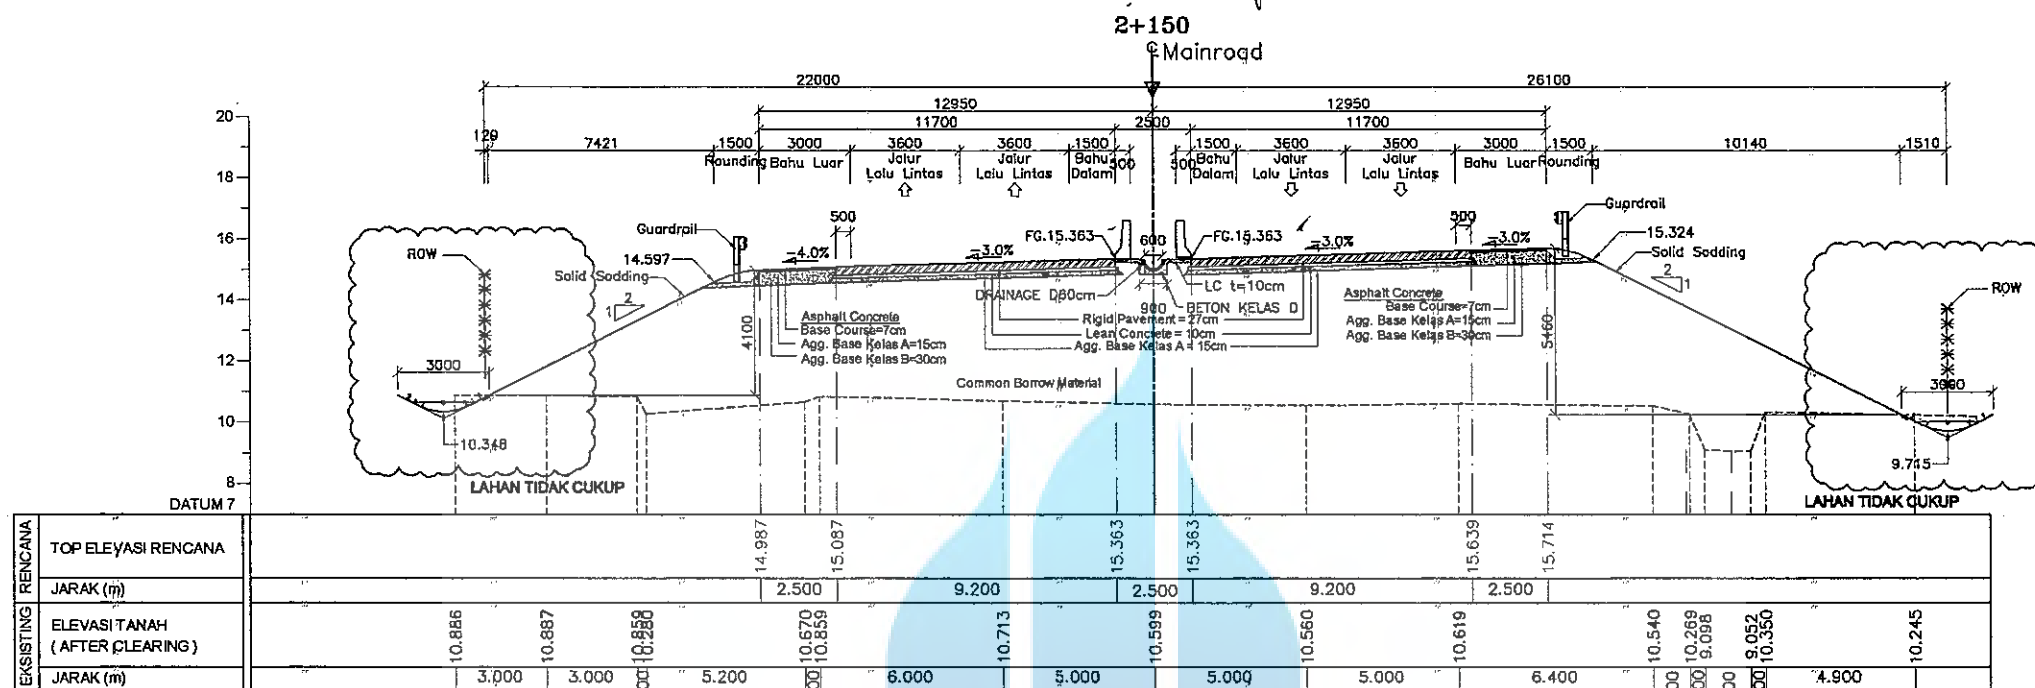 2+150
Mainroad
22000 26100
12950 12950
11700 2500 11700
129 7421 1500 3000 3600 3600 1500 1500 3600 3600 3000 1500 10140 1510
Rounding Bahu Luar Jalur Lalu Lintas Jalur Lalu Lintas Bahu Dalam 500 500 Bahu Dalam Jalur Lalu Lintas Jalur Lalu Lintas Bahu Luar Rounding
20
18
16
14
12
10
8
DATUM 7
ROW
Guardrail
14.597
Solid Sodding
1 2
500
-4.0%
-3.0%
FG.15.363
600
FG.15.363
-3.0%
500
-3.0%
Guardrail
15.324
Solid Sodding
2 1
ROW
DRAINAGE D60cm
LC t=10cm
900
BETON KELAS D
4100
Asphalt Concrete
Base Course=7cm
Agg. Base Kelas A=15cm
Agg. Base Kelas B=30cm
Rigid Pavement = 27cm
Lean Concrete = 10cm
Agg. Base Kelas A = 15cm
Asphalt Concrete
Base Course=7cm
Agg. Base Kelas A=15cm
Agg. Base Kelas B=30cm
5460
3000
3000
Common Borrow Material
10.348
LAHAN TIDAK CUKUP
9.715
LAHAN TIDAK CUKUP
RENCANA
TOP ELEVASI RENCANA 14.987 15.087 15.363 15.363 15.639 15.714
JARAK (m) 2.500 9.200 2.500 9.200 2.500
EKSISTING
ELEVASI TANAH
( AFTER CLEARING )
10.886 10.887 10.280 10.670 10.859 10.713 10.599 10.560 10.619 10.540 10.269 9.098 9.052 10.350 10.245
JARAK (m) 3.000 3.000 5.200 6.000 5.000 5.000 5.000 6.400 4.900